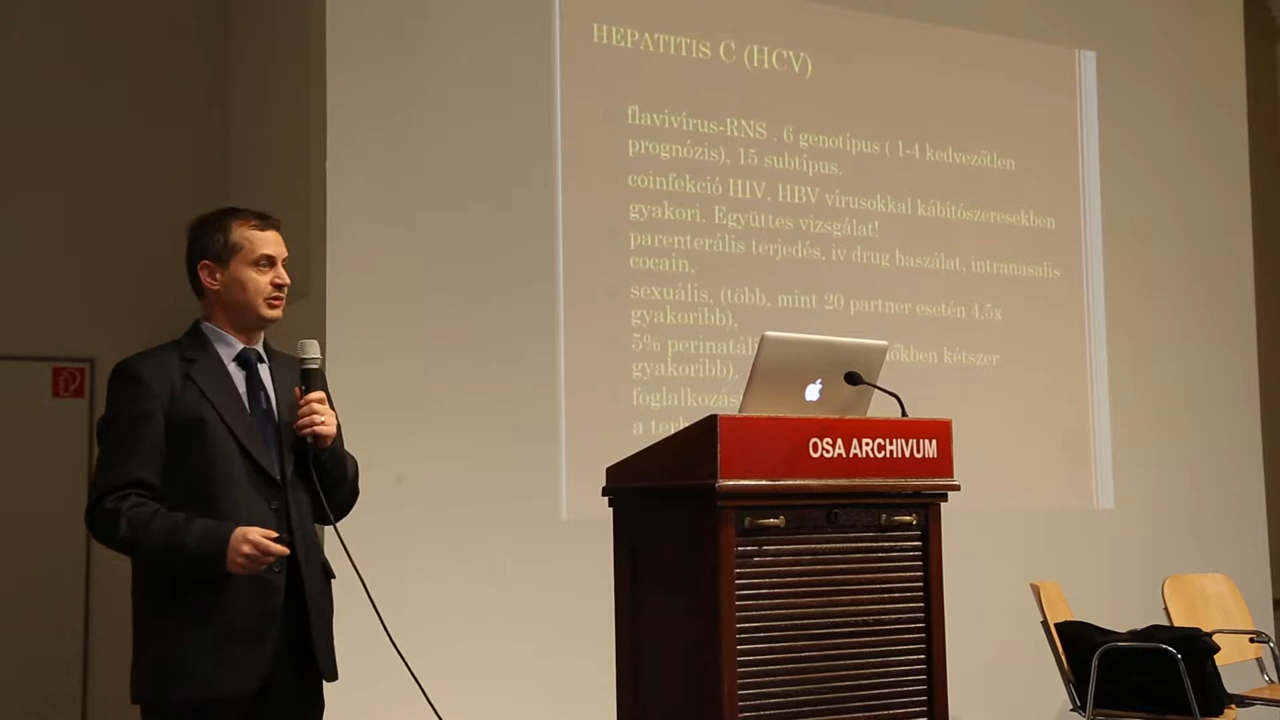 HEPATITIS C (HCV)
flavivírus-RNS . 6 genotípus ( 1-4 kedvezőtlen
prognózis), 15 subtípus.
coinfekció HIV, HBV vírusokkal kábítószeresekben
gyakori. Együttes vizsgálat!
parenterális terjedés, iv drug haszálat, intranasalis
cocain,
sexuális, (több, mint 20 partner esetén 4.5x
gyakoribb),
5% kétszer
gyakoribb),
a
OSA ARCHIVUM